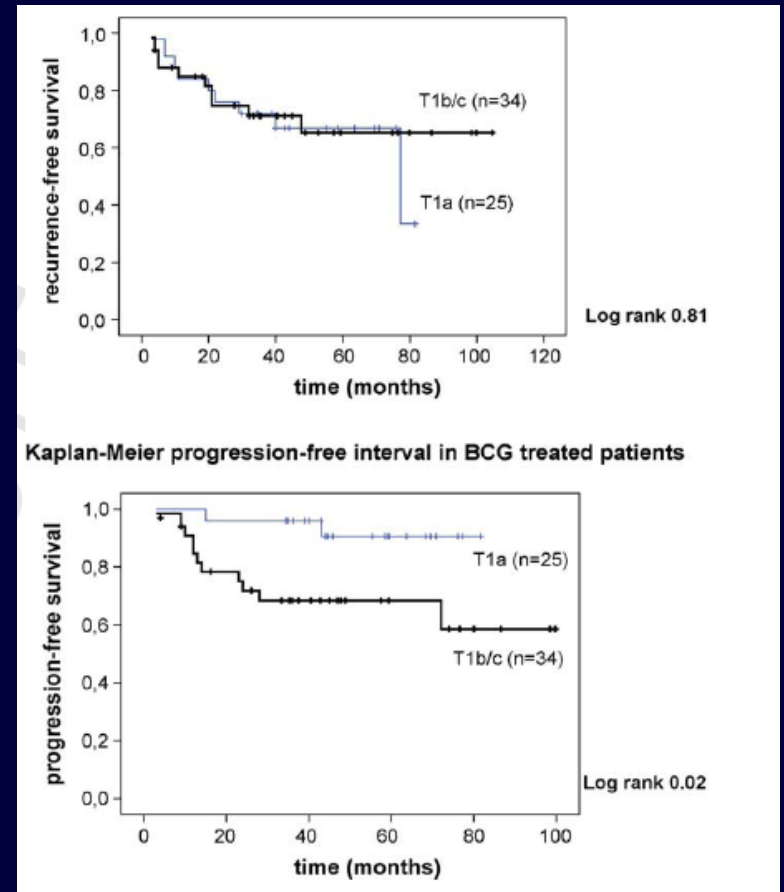 recurrence-free survival
1,0
0,8
0,6
0,4
0,2
0,0
T1b/c (n=34)
T1a (n=25)
Log rank 0.81
0 20 40 60 80 100 120
time (months)
Kaplan-Meier progression-free interval in BCG treated patients
progression-free survival
1,0
0,8
0,6
0,4
0,2
0,0
T1a (n=25)
T1b/c (n=34)
Log rank 0.02
0 20 40 60 80 100
time (months)